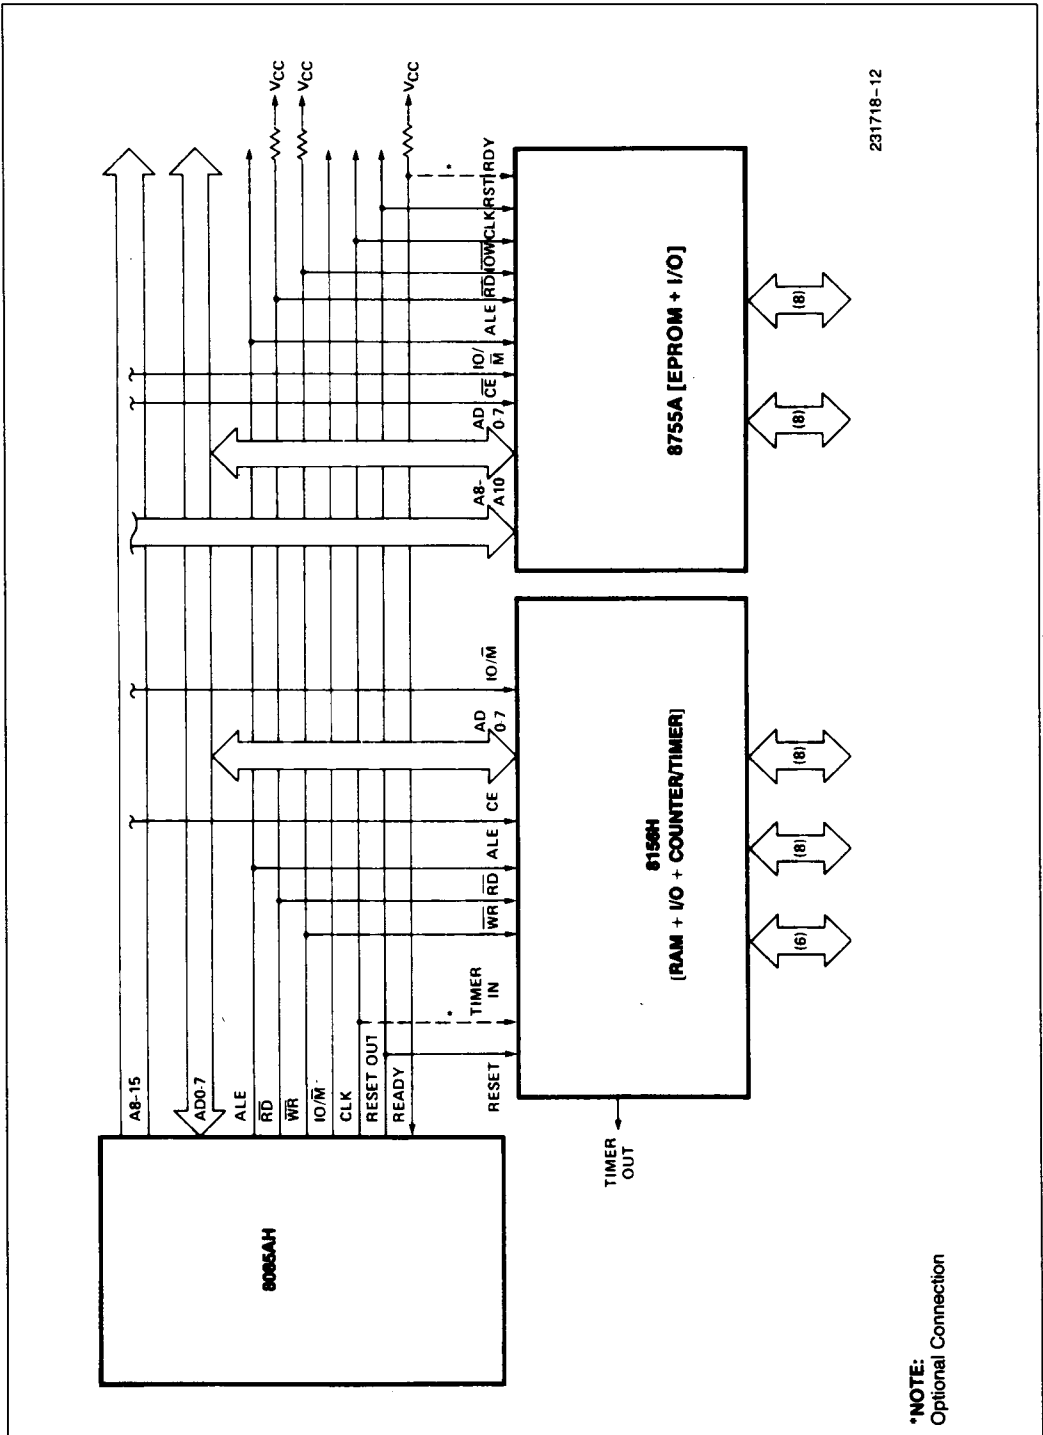 8085AH
A8-15
AD0-7
ALE
RD
WR
IO/M
CLK
RESET OUT
READY
VCC
VCC
VCC
RESET
TIMER
IN
*
WR
RD
ALE
CE
AD
0-7
IO/M
A8-
A10
AD
0-7
CE
IO/
M
ALE
RD
IOW
CLK
RST
RDY
*
TIMER
OUT
8156H
[RAM + I/O + COUNTER/TIMER]
8755A [EPROM + I/O]
(6)
(8)
(8)
(8)
(8)
231718-12
*NOTE:
Optional Connection